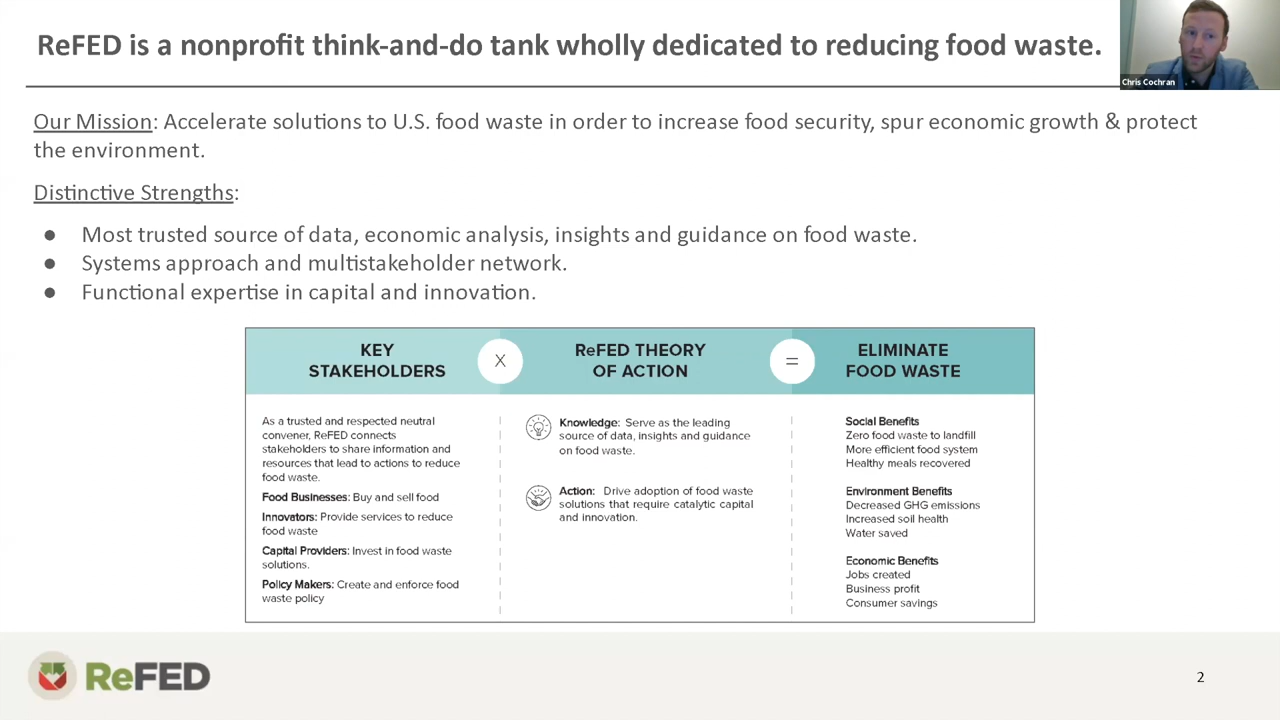 ReFED is a nonprofit think-and-do tank wholly dedicated to reducing food waste.
Chris Cochran
Our Mission: Accelerate solutions to U.S. food waste in order to increase food security, spur economic growth & protect
the environment.
Distinctive Strengths:
● Most trusted source of data, economic analysis, insights and guidance on food waste.
● Systems approach and multistakeholder network.
● Functional expertise in capital and innovation.
KEY
STAKEHOLDERS
X
ReFED THEORY
OF ACTION
=
ELIMINATE
FOOD WASTE
As a trusted and respected neutral
convener, ReFED connects
stakeholders to share information and
resources that lead to actions to reduce
food waste.
Food Businesses: Buy and sell food
Innovators: Provide services to reduce
food waste
Capital Providers: Invest in food waste
solutions.
Policy Makers: Create and enforce food
waste policy
Knowledge: Serve as the leading
source of data, insights and guidance
on food waste.
Action: Drive adoption of food waste
solutions that require catalytic capital
and innovation.
Social Benefits
Zero food waste to landfill
More efficient food system
Healthy meals recovered
Environment Benefits
Decreased GHG emissions
Increased soil health
Water saved
Economic Benefits
Jobs created
Business profit
Consumer savings
ReFED
2